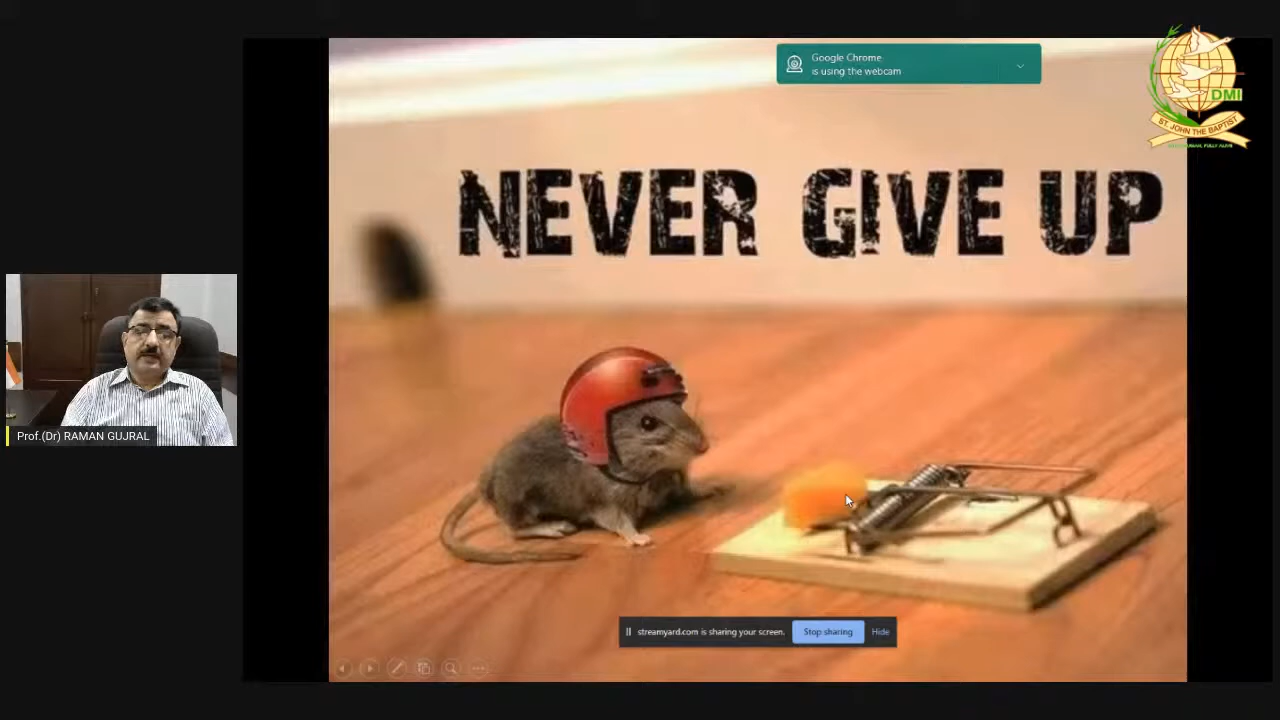 Google Chrome
is using the webcam
DMI
ST. JOHN THE BAPTIST
NEVER GIVE UP
Prof.(Dr) RAMAN GUJRAL
streamyard.com is sharing your screen.
Stop sharing
Hide